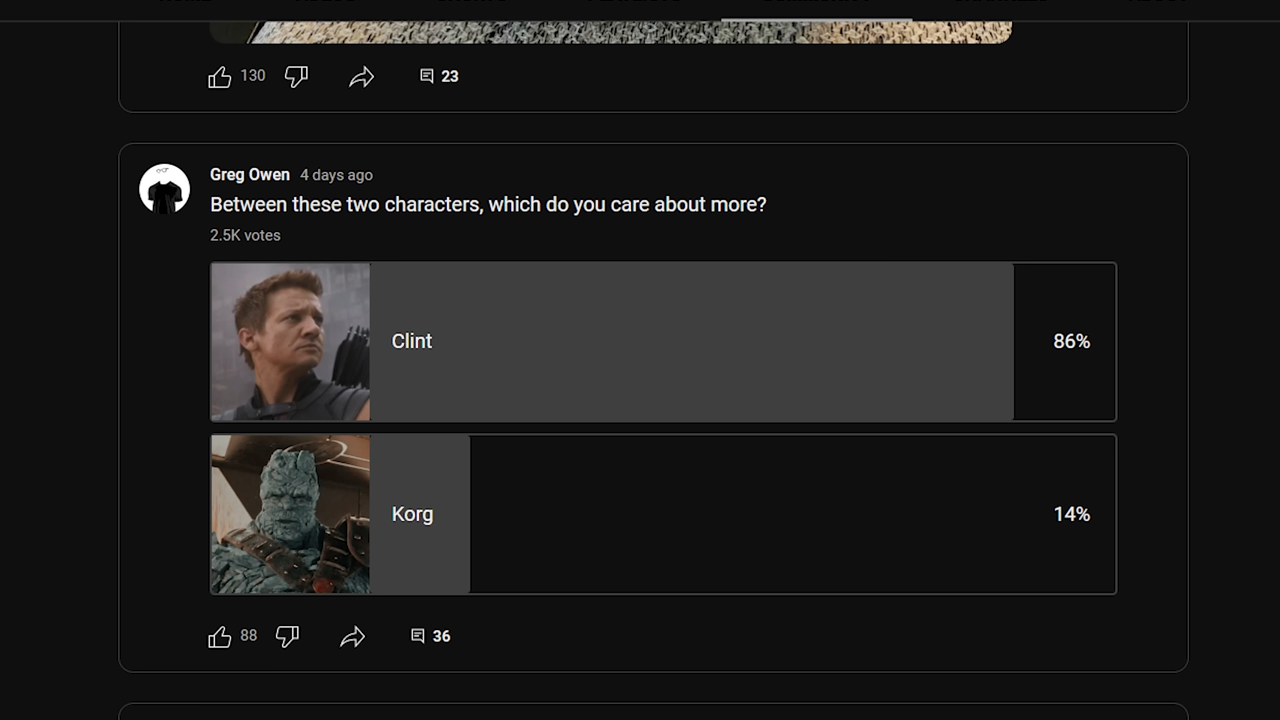 130
23
Greg Owen 4 days ago
Between these two characters, which do you care about more?
2.5K votes
Clint 86%
Korg 14%
88
36